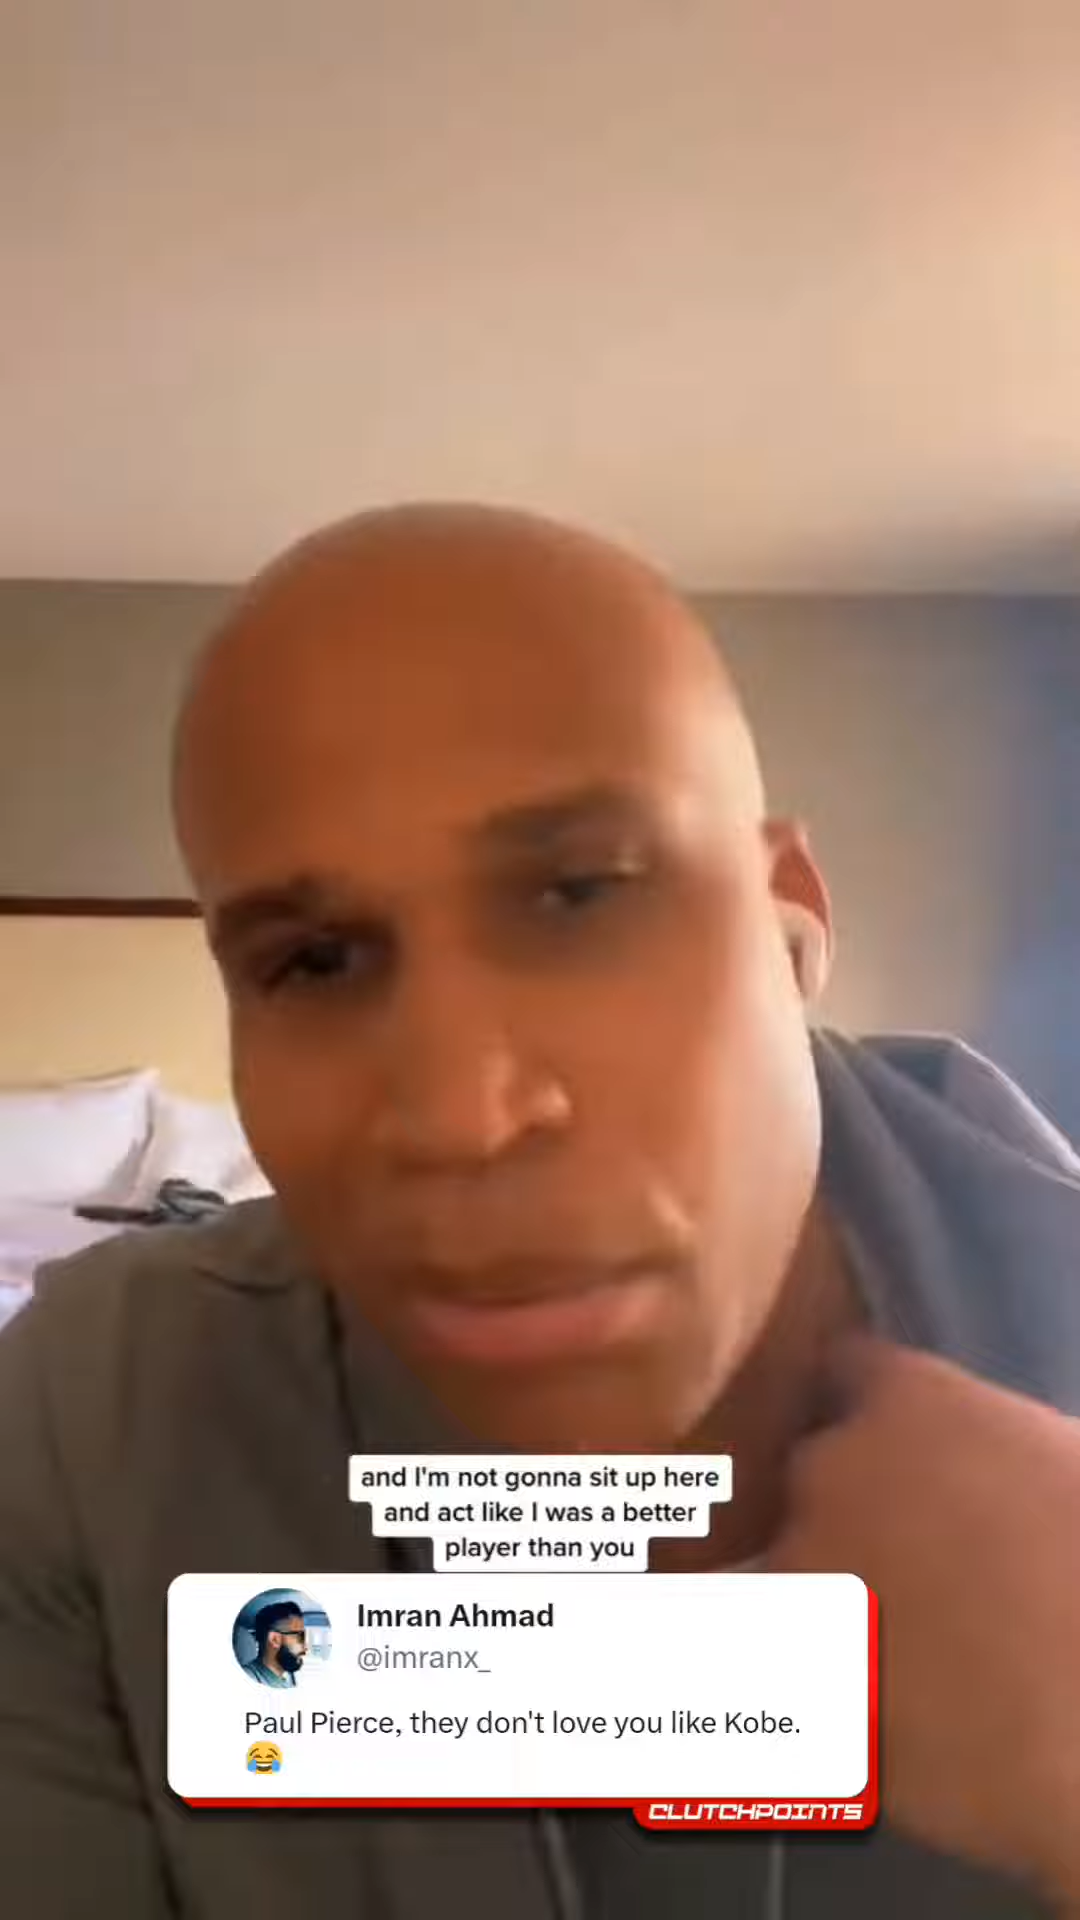 and I'm not gonna sit up here
and act like I was a better
player than you
Imran Ahmad
@imranx_
Paul Pierce, they don't love you like Kobe.
😂
CLUTCHPOINTS